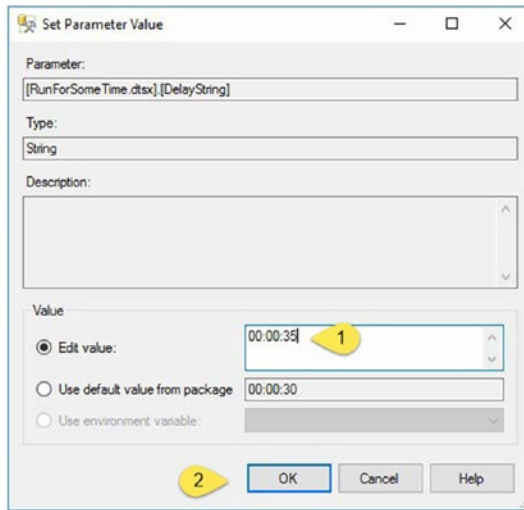 Set Parameter Value
Parameter:
[RunForSomeTime.dtsx].[DelayString]
Type:
String
Description:
Value
Edit value:
00:00:35
1
Use default value from package
00:00:30
Use environment variable:
2
OK
Cancel
Help